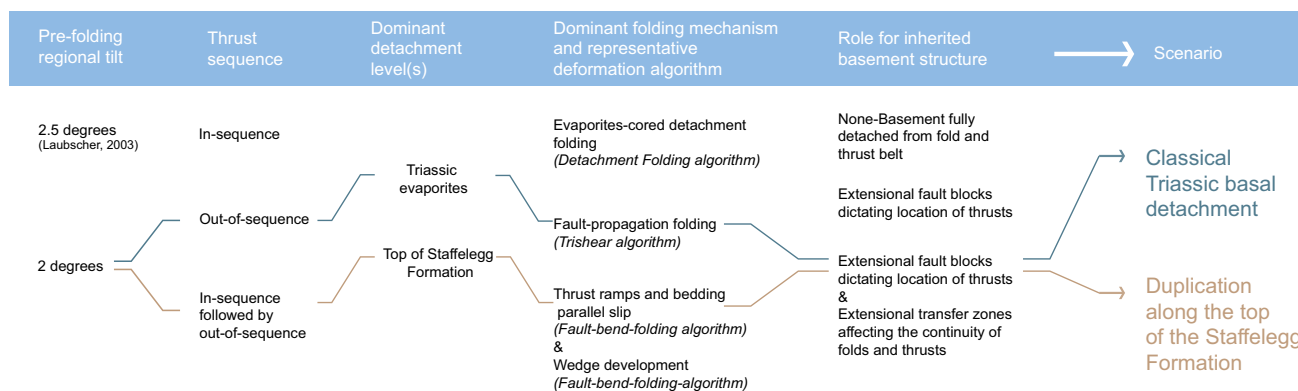 Pre-folding
regional tilt
Thrust
sequence
Dominant
detachment
level(s)
Dominant folding mechanism
and representative
deformation algorithm
Role for inherited
basement structure
Scenario
2.5 degrees
(Laubscher, 2003)
2 degrees
In-sequence
Out-of-sequence
In-sequence
followed by
out-of-sequence
Triassic
evaporites
Top of Staffelegg
Formation
Evaporites-cored detachment
folding
(Detachment Folding algorithm)
Fault-propagation folding
(Trishear algorithm)
Thrust ramps and bedding
parallel slip
(Fault-bend-folding algorithm)
&
Wedge development
(Fault-bend-folding-algorithm)
None-Basement fully
detached from fold and
thrust belt
Extensional fault blocks
dictating location of thrusts
Extensional fault blocks
dictating location of thrusts
&
Extensional transfer zones
affecting the continuity of
folds and thrusts
Classical
Triassic basal
detachment
Duplication
along the top
of the Staffelegg
Formation